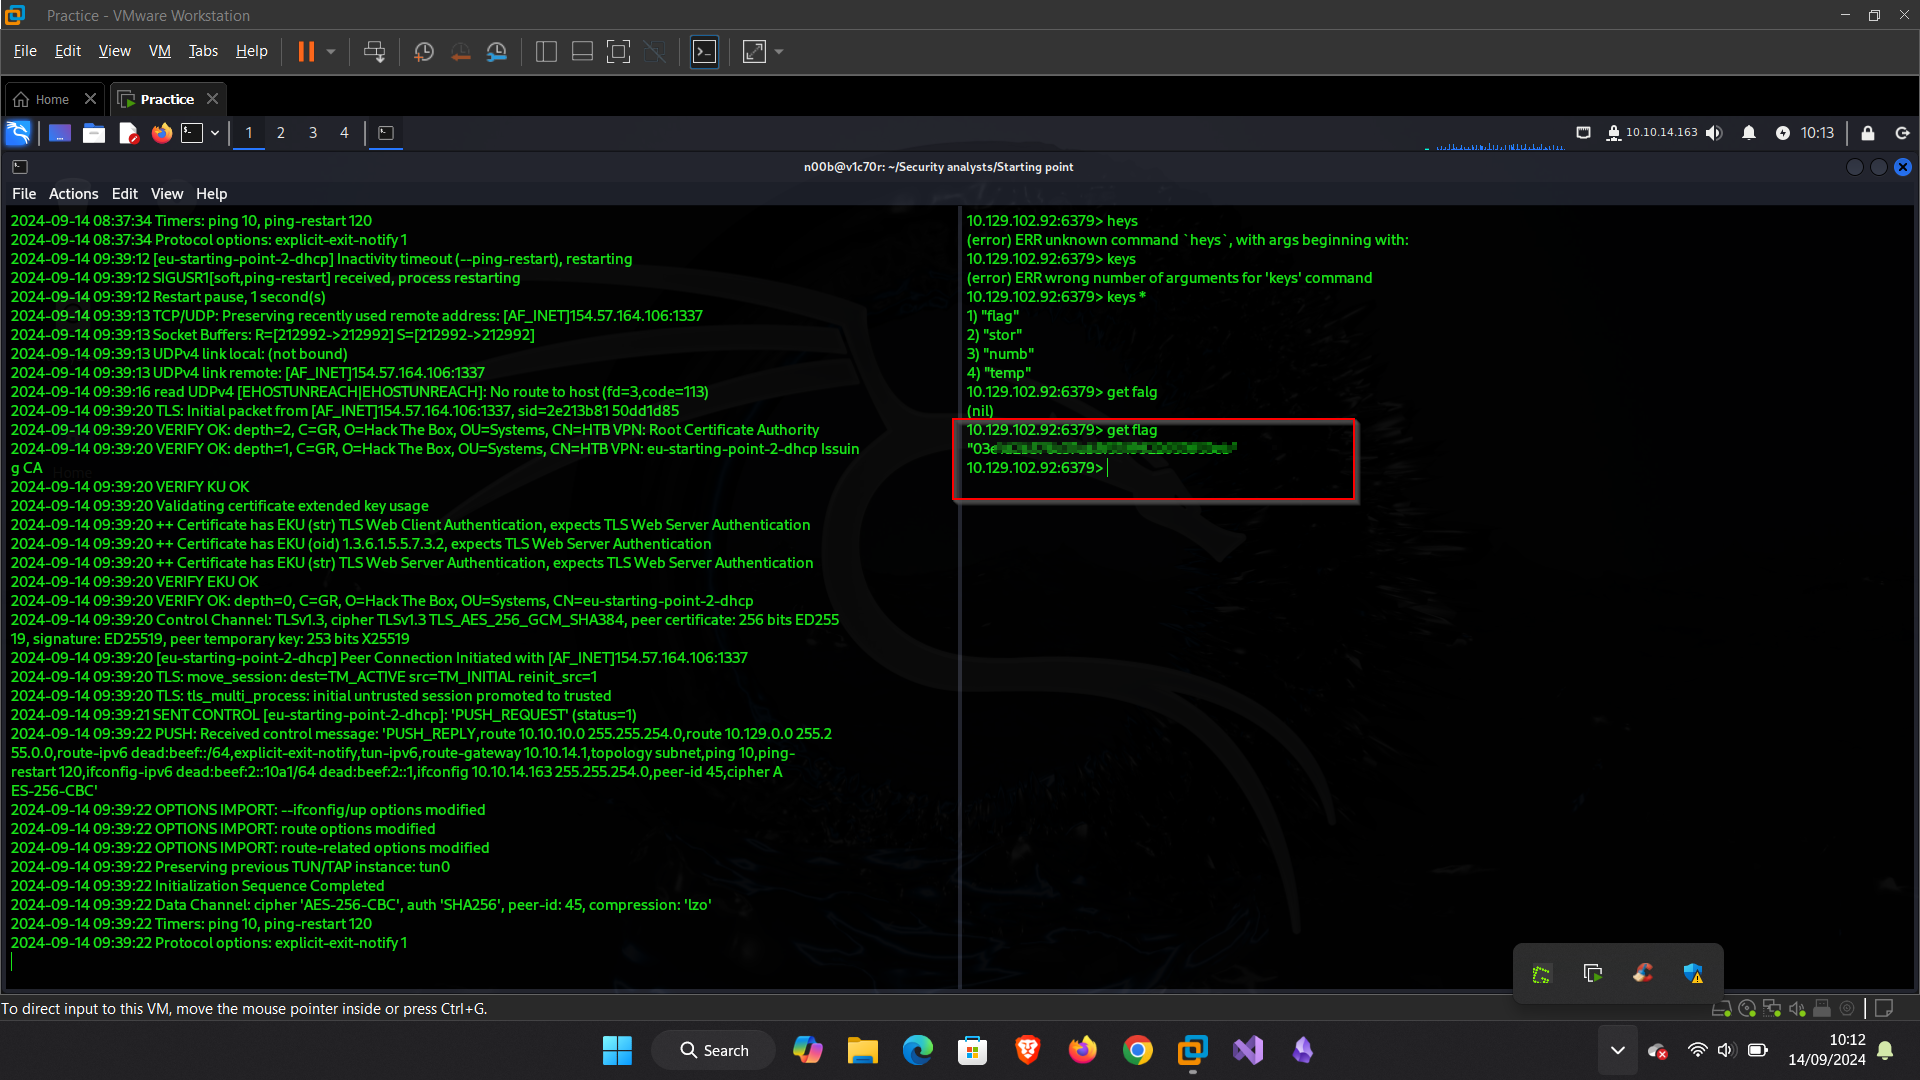 Practice - VMware Workstation
File Edit View VM Tabs Help
Home
Practice
1 2 3 4
10.10.14.163
10:13
n00b@v1c70r: ~/Security analysts/Starting point
File Actions Edit View Help
2024-09-14 08:37:34 Timers: ping 10, ping-restart 120
2024-09-14 08:37:34 Protocol options: explicit-exit-notify 1
2024-09-14 09:39:12 [eu-starting-point-2-dhcp] Inactivity timeout (--ping-restart), restarting
2024-09-14 09:39:12 SIGUSR1[soft,ping-restart] received, process restarting
2024-09-14 09:39:12 Restart pause, 1 second(s)
2024-09-14 09:39:13 TCP/UDP: Preserving recently used remote address: [AF_INET]154.57.164.106:1337
2024-09-14 09:39:13 Socket Buffers: R=[212992->212992] S=[212992->212992]
2024-09-14 09:39:13 UDPv4 link local: (not bound)
2024-09-14 09:39:13 UDPv4 link remote: [AF_INET]154.57.164.106:1337
2024-09-14 09:39:16 read UDPv4 [EHOSTUNREACH|EHOSTUNREACH]: No route to host (fd=3,code=113)
2024-09-14 09:39:20 TLS: Initial packet from [AF_INET]154.57.164.106:1337, sid=2e213b81 50dd1d85
2024-09-14 09:39:20 VERIFY OK: depth=2, C=GR, O=Hack The Box, OU=Systems, CN=HTB VPN: Root Certificate Authority
2024-09-14 09:39:20 VERIFY OK: depth=1, C=GR, O=Hack The Box, OU=Systems, CN=HTB VPN: eu-starting-point-2-dhcp Issuin
g CA
2024-09-14 09:39:20 VERIFY KU OK
2024-09-14 09:39:20 Validating certificate extended key usage
2024-09-14 09:39:20 ++ Certificate has EKU (str) TLS Web Client Authentication, expects TLS Web Server Authentication
2024-09-14 09:39:20 ++ Certificate has EKU (oid) 1.3.6.1.5.5.7.3.2, expects TLS Web Server Authentication
2024-09-14 09:39:20 ++ Certificate has EKU (str) TLS Web Server Authentication, expects TLS Web Server Authentication
2024-09-14 09:39:20 VERIFY EKU OK
2024-09-14 09:39:20 VERIFY OK: depth=0, C=GR, O=Hack The Box, OU=Systems, CN=eu-starting-point-2-dhcp
2024-09-14 09:39:20 Control Channel: TLSv1.3, cipher TLSv1.3 TLS_AES_256_GCM_SHA384, peer certificate: 256 bits ED255
19, signature: ED25519, peer temporary key: 253 bits X25519
2024-09-14 09:39:20 [eu-starting-point-2-dhcp] Peer Connection Initiated with [AF_INET]154.57.164.106:1337
2024-09-14 09:39:20 TLS: move_session: dest=TM_ACTIVE src=TM_INITIAL reinit_src=1
2024-09-14 09:39:20 TLS: tls_multi_process: initial untrusted session promoted to trusted
2024-09-14 09:39:21 SENT CONTROL [eu-starting-point-2-dhcp]: 'PUSH_REQUEST' (status=1)
2024-09-14 09:39:22 PUSH: Received control message: 'PUSH_REPLY,route 10.10.10.0 255.255.254.0,route 10.129.0.0 255.2
55.0.0,route-ipv6 dead:beef::/64,explicit-exit-notify,tun-ipv6,route-gateway 10.10.14.1,topology subnet,ping 10,ping-
restart 120,ifconfig-ipv6 dead:beef:2::10a1/64 dead:beef:2::1,ifconfig 10.10.14.163 255.255.254.0,peer-id 45,cipher A
ES-256-CBC'
2024-09-14 09:39:22 OPTIONS IMPORT: --ifconfig/up options modified
2024-09-14 09:39:22 OPTIONS IMPORT: route options modified
2024-09-14 09:39:22 OPTIONS IMPORT: route-related options modified
2024-09-14 09:39:22 Preserving previous TUN/TAP instance: tun0
2024-09-14 09:39:22 Initialization Sequence Completed
2024-09-14 09:39:22 Data Channel: cipher 'AES-256-CBC', auth 'SHA256', peer-id: 45, compression: 'lzo'
2024-09-14 09:39:22 Timers: ping 10, ping-restart 120
2024-09-14 09:39:22 Protocol options: explicit-exit-notify 1
10.129.102.92:6379> heys
(error) ERR unknown command `heys`, with args beginning with:
10.129.102.92:6379> keys
(error) ERR wrong number of arguments for 'keys' command
10.129.102.92:6379> keys *
1) "flag"
2) "stor"
3) "numb"
4) "temp"
10.129.102.92:6379> get falg
(nil)
10.129.102.92:6379> get flag
"03e
10.129.102.92:6379>
To direct input to this VM, move the mouse pointer inside or press Ctrl+G.
Search
10:12
14/09/2024